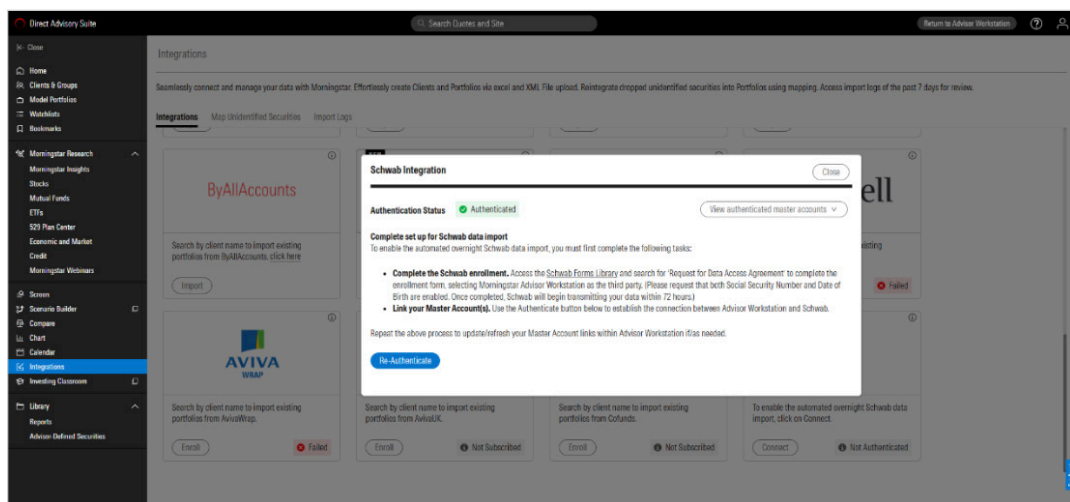 Direct Advisory Suite
Search Quotes and Site
Return to Advisor Workstation
Close
Home
Clients & Groups
Model Portfolios
Watchlists
Bookmarks
Morningstar Research
Morningstar Insights
Stocks
Mutual Funds
ETFs
529 Plan Center
Economic and Market
Credit
Morningstar Webinars
Screen
Scenario Builder
Compare
Chart
Calendar
Integrations
Investing Classroom
Library
Reports
Advisor Defined Securities
Integrations
Seamlessly connect and manage your data with Morningstar. Effortlessly create Clients and Portfolios via excel and XML File upload. Reintegrate dropped unidentified securities into Portfolios using mapping. Access import logs of the past 7 days for review.
Integrations Map Unidentified Securities Import Logs
ByAllAccounts
Search by client name to import existing
portfolios from ByAllAccounts. click here
Import
ell
existing
Failed
Schwab Integration
Close
Authentication Status Authenticated
View authenticated master accounts
Complete set up for Schwab data import
To enable the automated overnight Schwab data import, you must first complete the following tasks:
• Complete the Schwab enrollment. Access the Schwab Forms Library and search for 'Request for Data Access Agreement' to complete the
enrollment form, selecting Morningstar Advisor Workstation as the third party. (Please request that both Social Security Number and Date of
Birth are enabled. Once completed, Schwab will begin transmitting your data within 72 hours.)
• Link your Master Account(s). Use the Authenticate button below to establish the connection between Advisor Workstation and Schwab.
Repeat the above process to update/refresh your Master Account links within Advisor Workstation if/as needed.
Re-Authenticate
AVIVA
WRAP
Search by client name to import existing
portfolios from AvivaWrap.
Enroll
Failed
Search by client name to import existing
portfolios from AvivaUK.
Enroll
Not Subscribed
Search by client name to import existing
portfolios from Cofunds.
Enroll
Not Subscribed
To enable the automated overnight Schwab data
import, click on Connect.
Connect
Not Authenticated